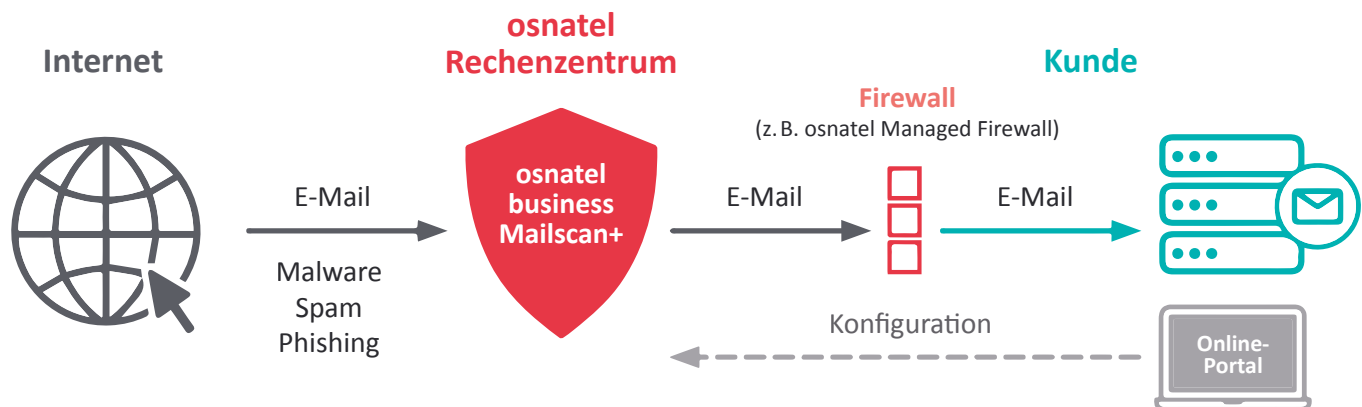 Internet
osnatel
Rechenzentrum
Kunde
Firewall
(z. B. osnatel Managed Firewall)
E-Mail
Malware
Spam
Phishing
osnatel
business
Mailscan+
E-Mail
E-Mail
Konfiguration
Online-
Portal